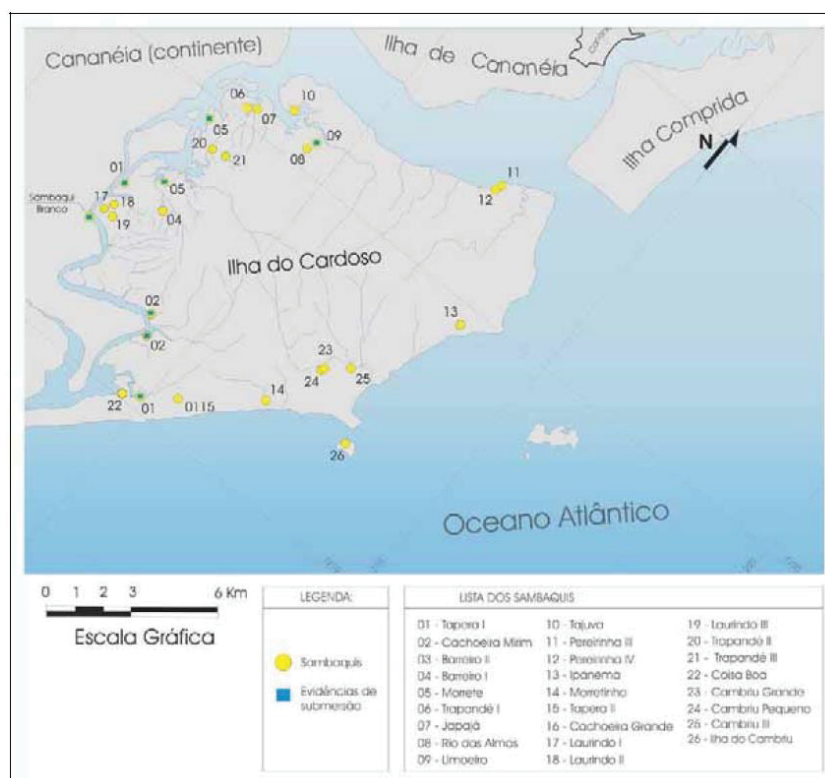 Cananéia (continente)
Ilha de Cananéia
Ilha Comprida
N
06
07
10
05
09
20
21
08
01
05
11
12
Sambaqui
Branco
17
18
19
04
Ilha do Cardoso
02
13
02
23
24
25
22
01
0115
14
26
Oceano Atlântico
0 1 2 3 6 Km
Escala Gráfica
LEGENDA:
Sambaquis
Evidências de
submersão
LISTA DOS SAMBAQUIS
01 - Tapera I
02 - Cachoeira Mirim
03 - Barreiro II
04 - Barreiro I
05 - Morrete
06 - Trapandé I
07 - Japajá
08 - Rio das Almas
09 - Limoeiro
10 - Tajuva
11 - Pereirinha III
12 - Pereirinha IV
13 - Ipanema
14 - Morretinho
15 - Tapera II
16 - Cachoeira Grande
17 - Laurindo I
18 - Laurindo II
19 - Laurindo III
20 - Trapandé II
21 - Trapandé III
22 - Coisa Boa
23 - Cambriu Grande
24 - Cambriu Pequeno
25 - Cambriu III
26 - Ilha do Cambriu